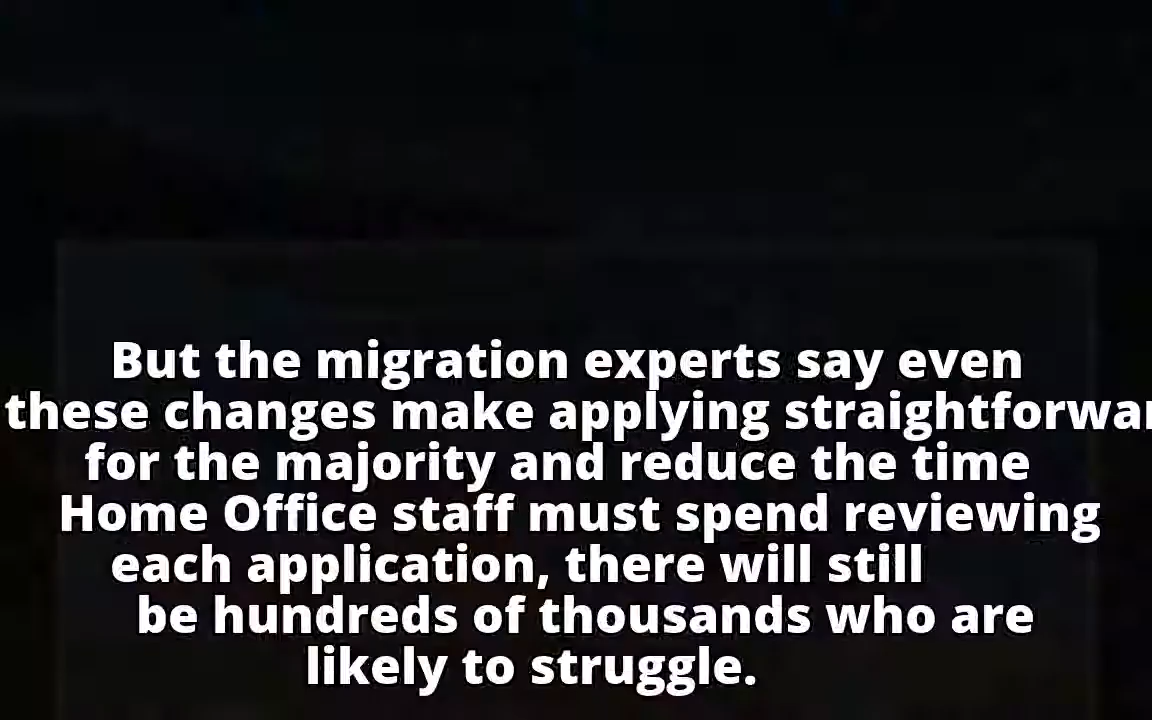 But the migration experts say even
these changes make applying straightforwar
for the majority and reduce the time
Home Office staff must spend reviewing
each application, there will still
be hundreds of thousands who are
likely to struggle.